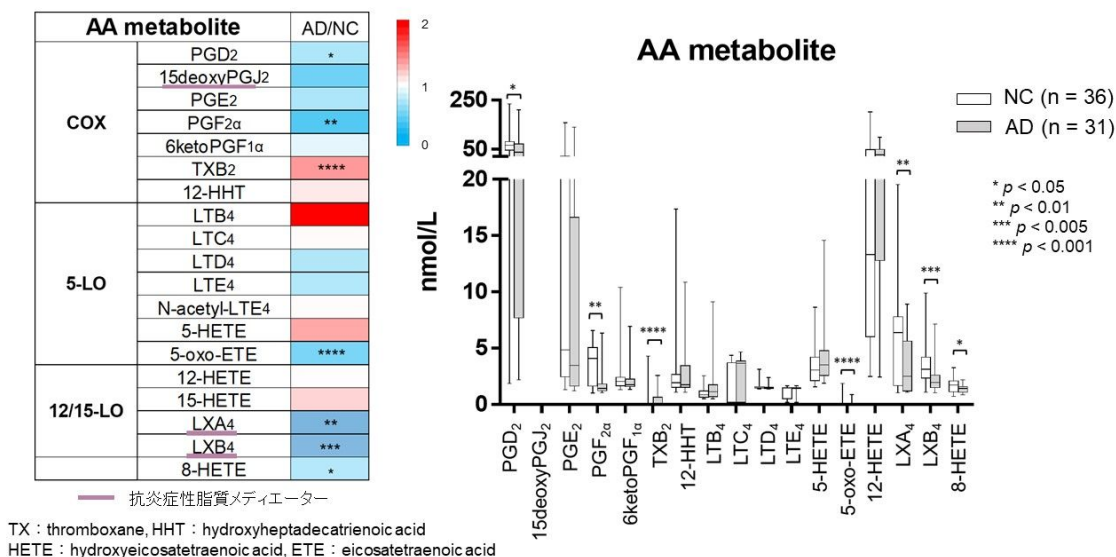 AA metabolite AD/NC
COX
PGD2 *
15deoxyPGJ2
PGE2
PGF2α **
6ketoPGF1α
TXB2 ****
12-HHT
5-LO
LTB4
LTC4
LTD4
LTE4
N-acetyl-LTE4
5-HETE
5-oxo-ETE ****
12/15-LO
12-HETE
15-HETE
LXA4 **
LXB4 ***
8-HETE *
2
1
0
抗炎症性脂質メディエーター
TX：thromboxane, HHT：hydroxyheptadecatrienoic acid
HETE：hydroxyeicosatetraenoic acid, ETE：eicosatetraenoic acid
AA metabolite
nmol/L
250
50
20
15
10
5
0
*
**
****
****
**
***
*
PGD2
15deoxyPGJ2
PGE2
PGF2α
6ketoPGF1α
TXB2
12-HHT
LTB4
LTC4
LTD4
LTE4
5-HETE
5-oxo-ETE
12-HETE
LXA4
LXB4
8-HETE
NC (n = 36)
AD (n = 31)
* p < 0.05
** p < 0.01
*** p < 0.005
**** p < 0.001